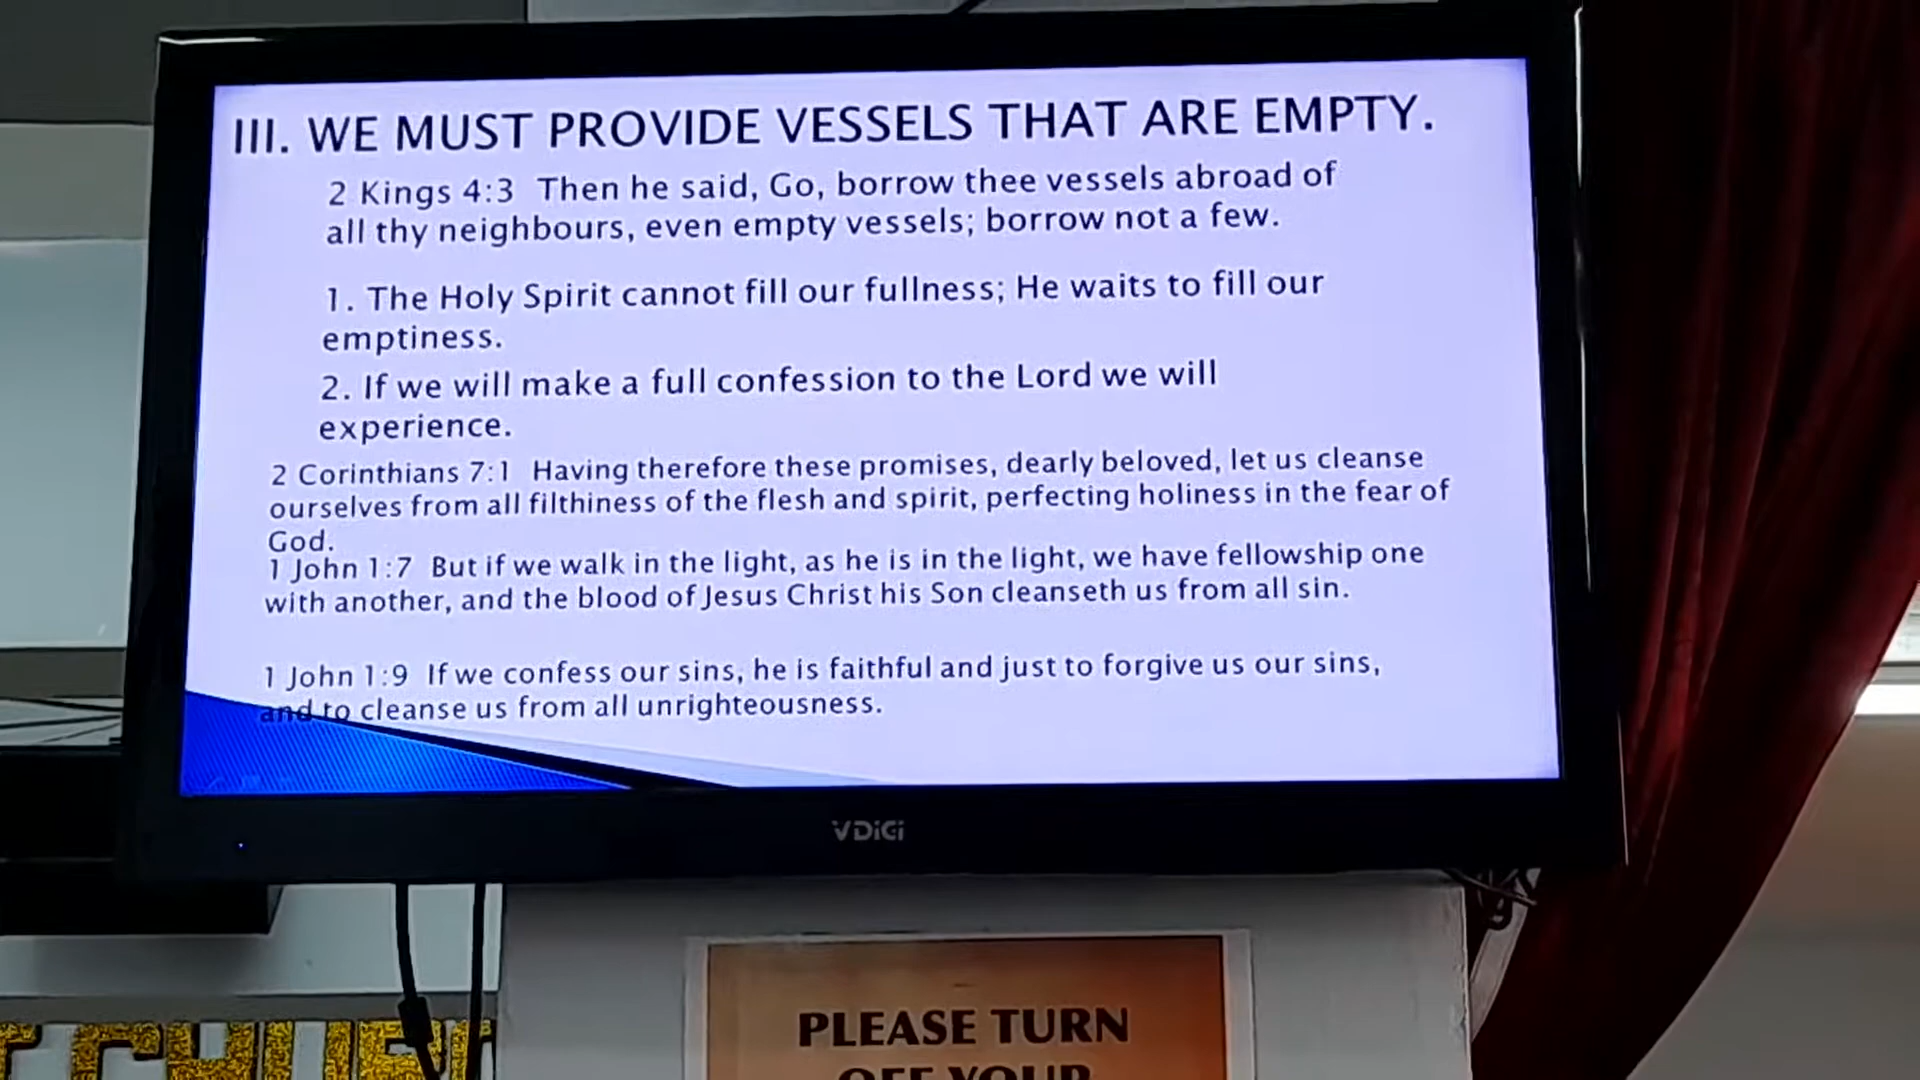 III. WE MUST PROVIDE VESSELS THAT ARE EMPTY.
2 Kings 4:3 Then he said, Go, borrow thee vessels abroad of
all thy neighbours, even empty vessels; borrow not a few.
1. The Holy Spirit cannot fill our fullness; He waits to fill our
emptiness.
2. If we will make a full confession to the Lord we will
experience.
2 Corinthians 7:1 Having therefore these promises, dearly beloved, let us cleanse
ourselves from all filthiness of the flesh and spirit, perfecting holiness in the fear of
God.
1 John 1:7 But if we walk in the light, as he is in the light, we have fellowship one
with another, and the blood of Jesus Christ his Son cleanseth us from all sin.
1 John 1:9 If we confess our sins, he is faithful and just to forgive us our sins,
and to cleanse us from all unrighteousness.
VDiGi
PLEASE TURN
OFF YOUR